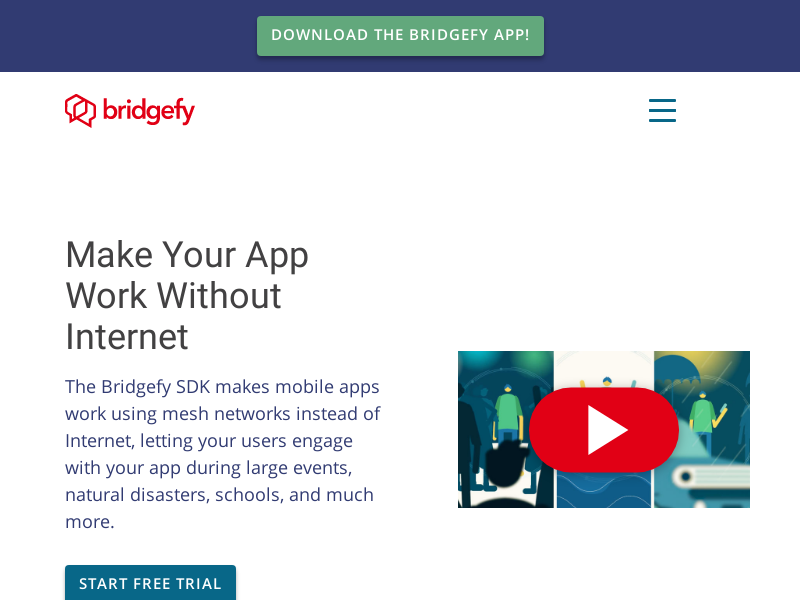 DOWNLOAD THE BRIDGEFY APP!
bridgefy
Make Your App
Work Without
Internet
The Bridgefy SDK makes mobile apps
work using mesh networks instead of
Internet, letting your users engage
with your app during large events,
natural disasters, schools, and much
more.
START FREE TRIAL